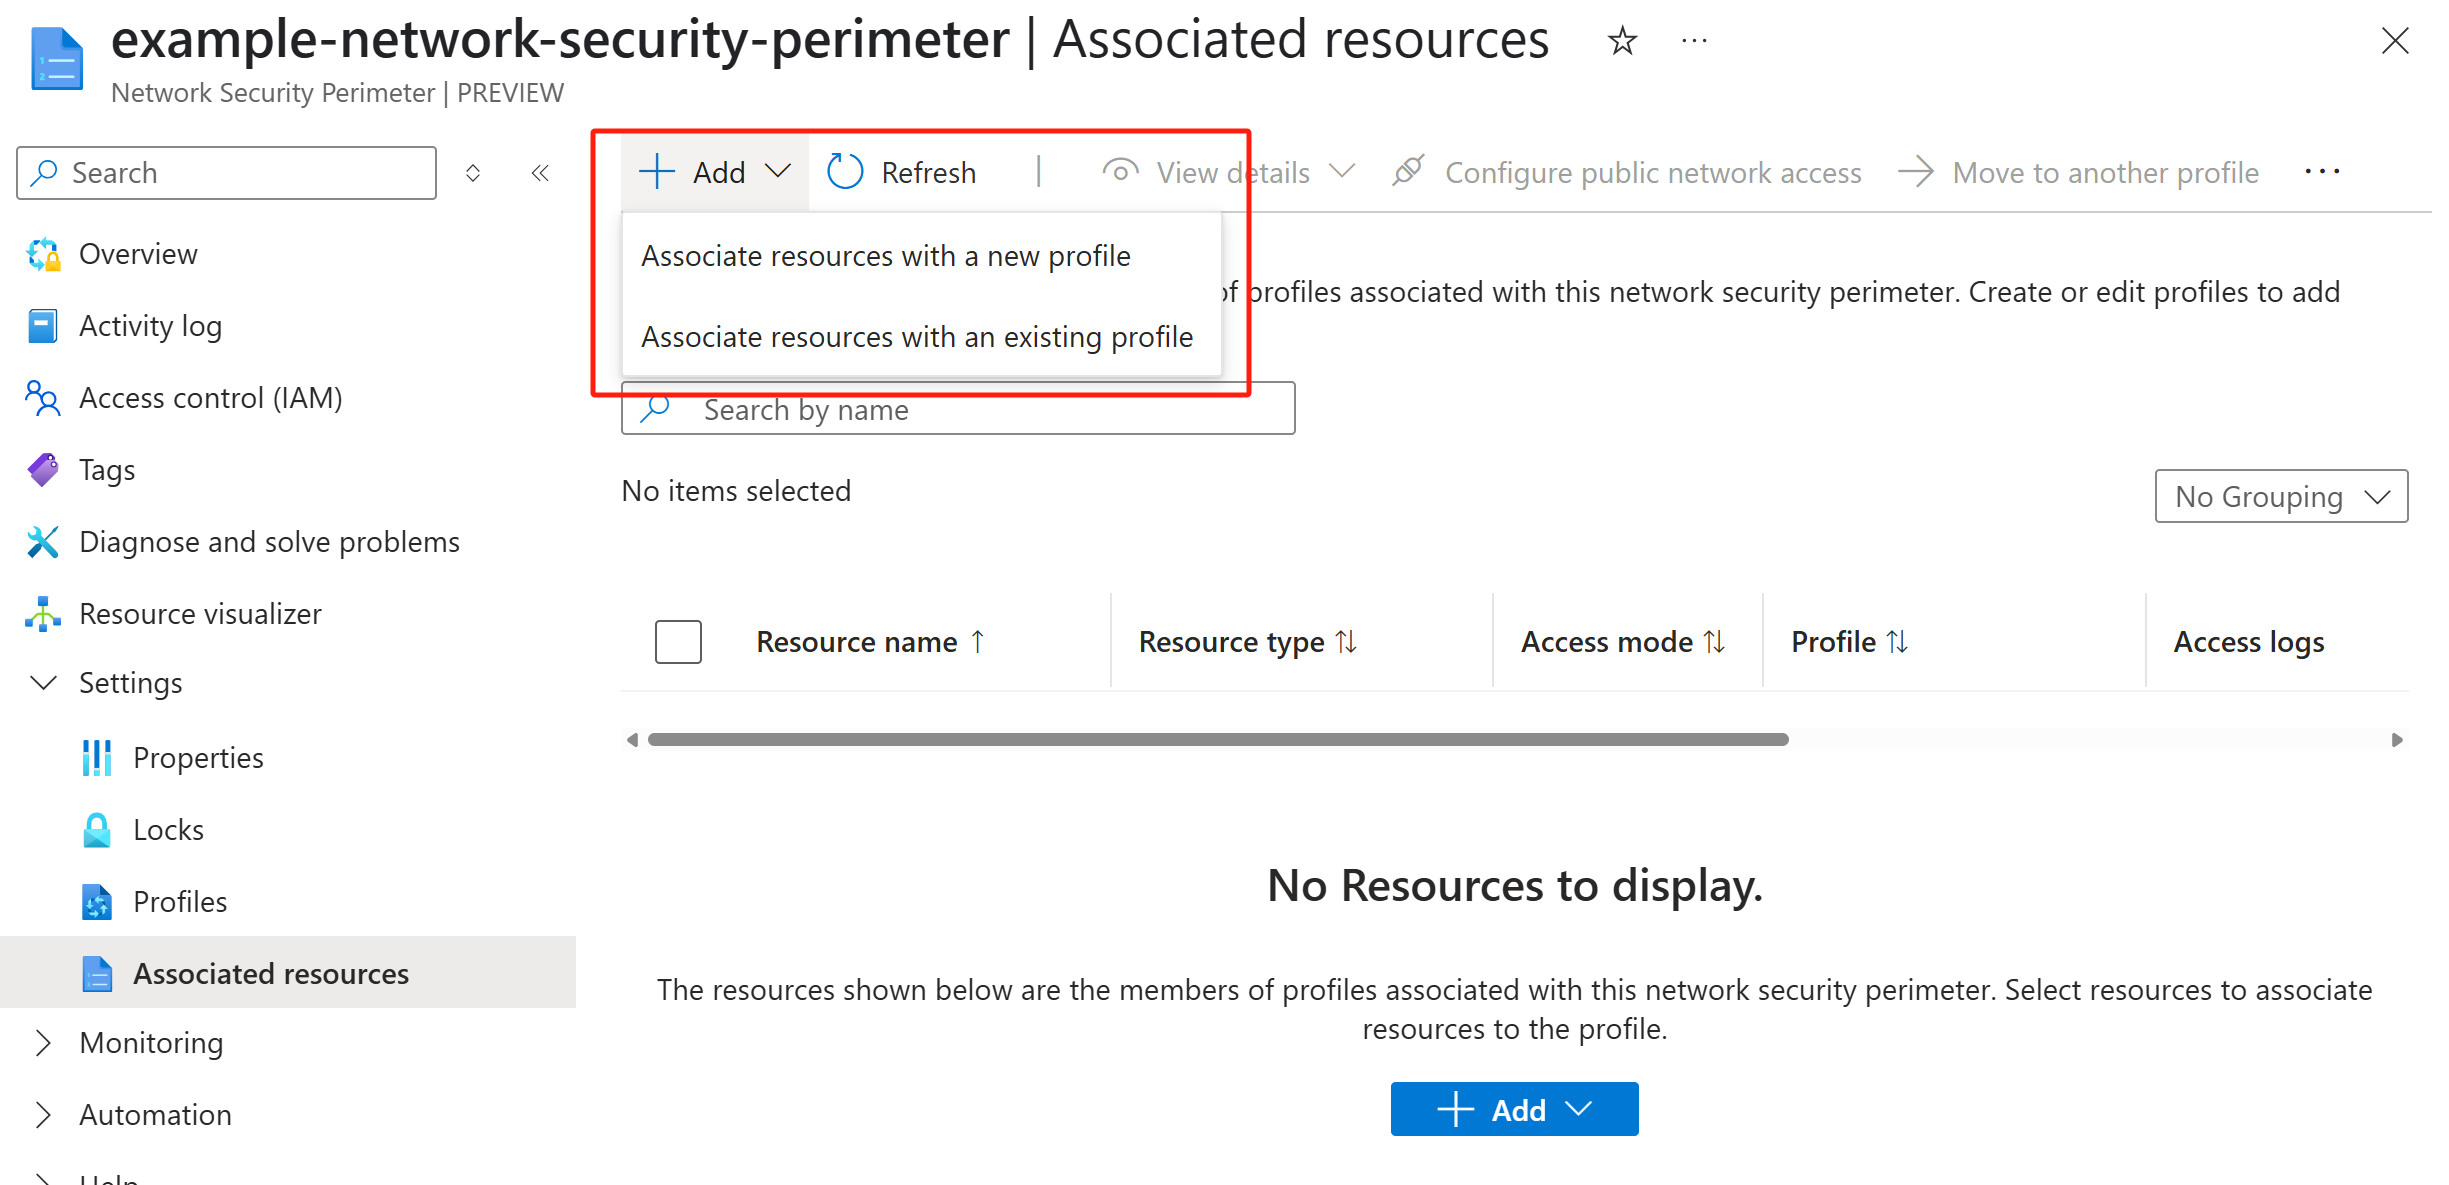 example-network-security-perimeter | Associated resources
Network Security Perimeter | PREVIEW
Search
Add
Refresh
View details
Configure public network access
Move to another profile
Associate resources with a new profile
of profiles associated with this network security perimeter. Create or edit profiles to add
Associate resources with an existing profile
Search by name
Overview
Activity log
Access control (IAM)
Tags
Diagnose and solve problems
Resource visualizer
Settings
Properties
Locks
Profiles
Associated resources
Monitoring
Automation
Help
No items selected
No Grouping
Resource name
Resource type
Access mode
Profile
Access logs
No Resources to display.
The resources shown below are the members of profiles associated with this network security perimeter. Select resources to associate
resources to the profile.
Add